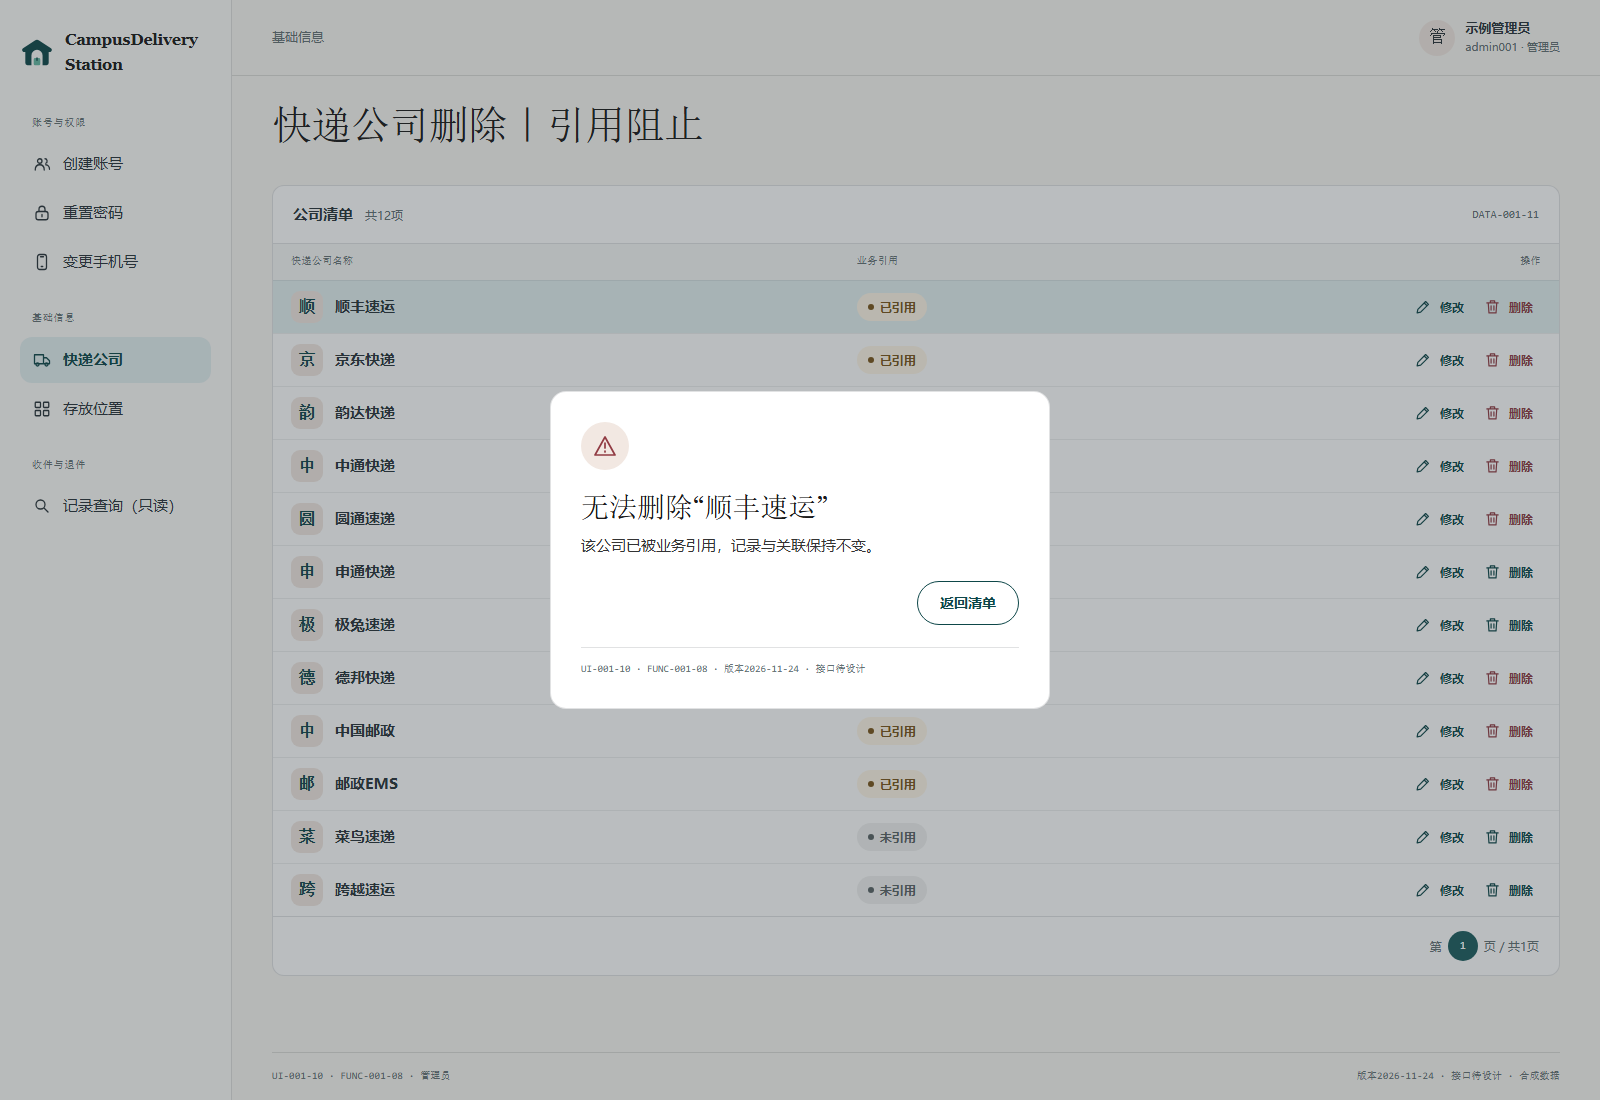 CampusDelivery
Station
账号与权限
创建账号
重置密码
变更手机号
基础信息
快递公司
存放位置
收件与退件
记录查询（只读）
基础信息
管
示例管理员
admin001 · 管理员
快递公司删除丨引用阻止
公司清单 共12项
DATA-001-11
快递公司名称 业务引用 操作
顺 顺丰速运 已引用 修改 删除
京 京东快递 已引用 修改 删除
韵 韵达快递 修改 删除
中 中通快递 修改 删除
圆 圆通速递 修改 删除
申 申通快递 修改 删除
极 极兔速递 修改 删除
德 德邦快递 修改 删除
中 中国邮政 已引用 修改 删除
邮 邮政EMS 已引用 修改 删除
菜 菜鸟速递 未引用 修改 删除
跨 跨越速运 未引用 修改 删除
第 1 页 / 共1页
无法删除“顺丰速运”
该公司已被业务引用，记录与关联保持不变。
返回清单
UI-001-10 · FUNC-001-08 · 版本2026-11-24 · 接口待设计
UI-001-10 · FUNC-001-08 · 管理员
版本2026-11-24 · 接口待设计 · 合成数据